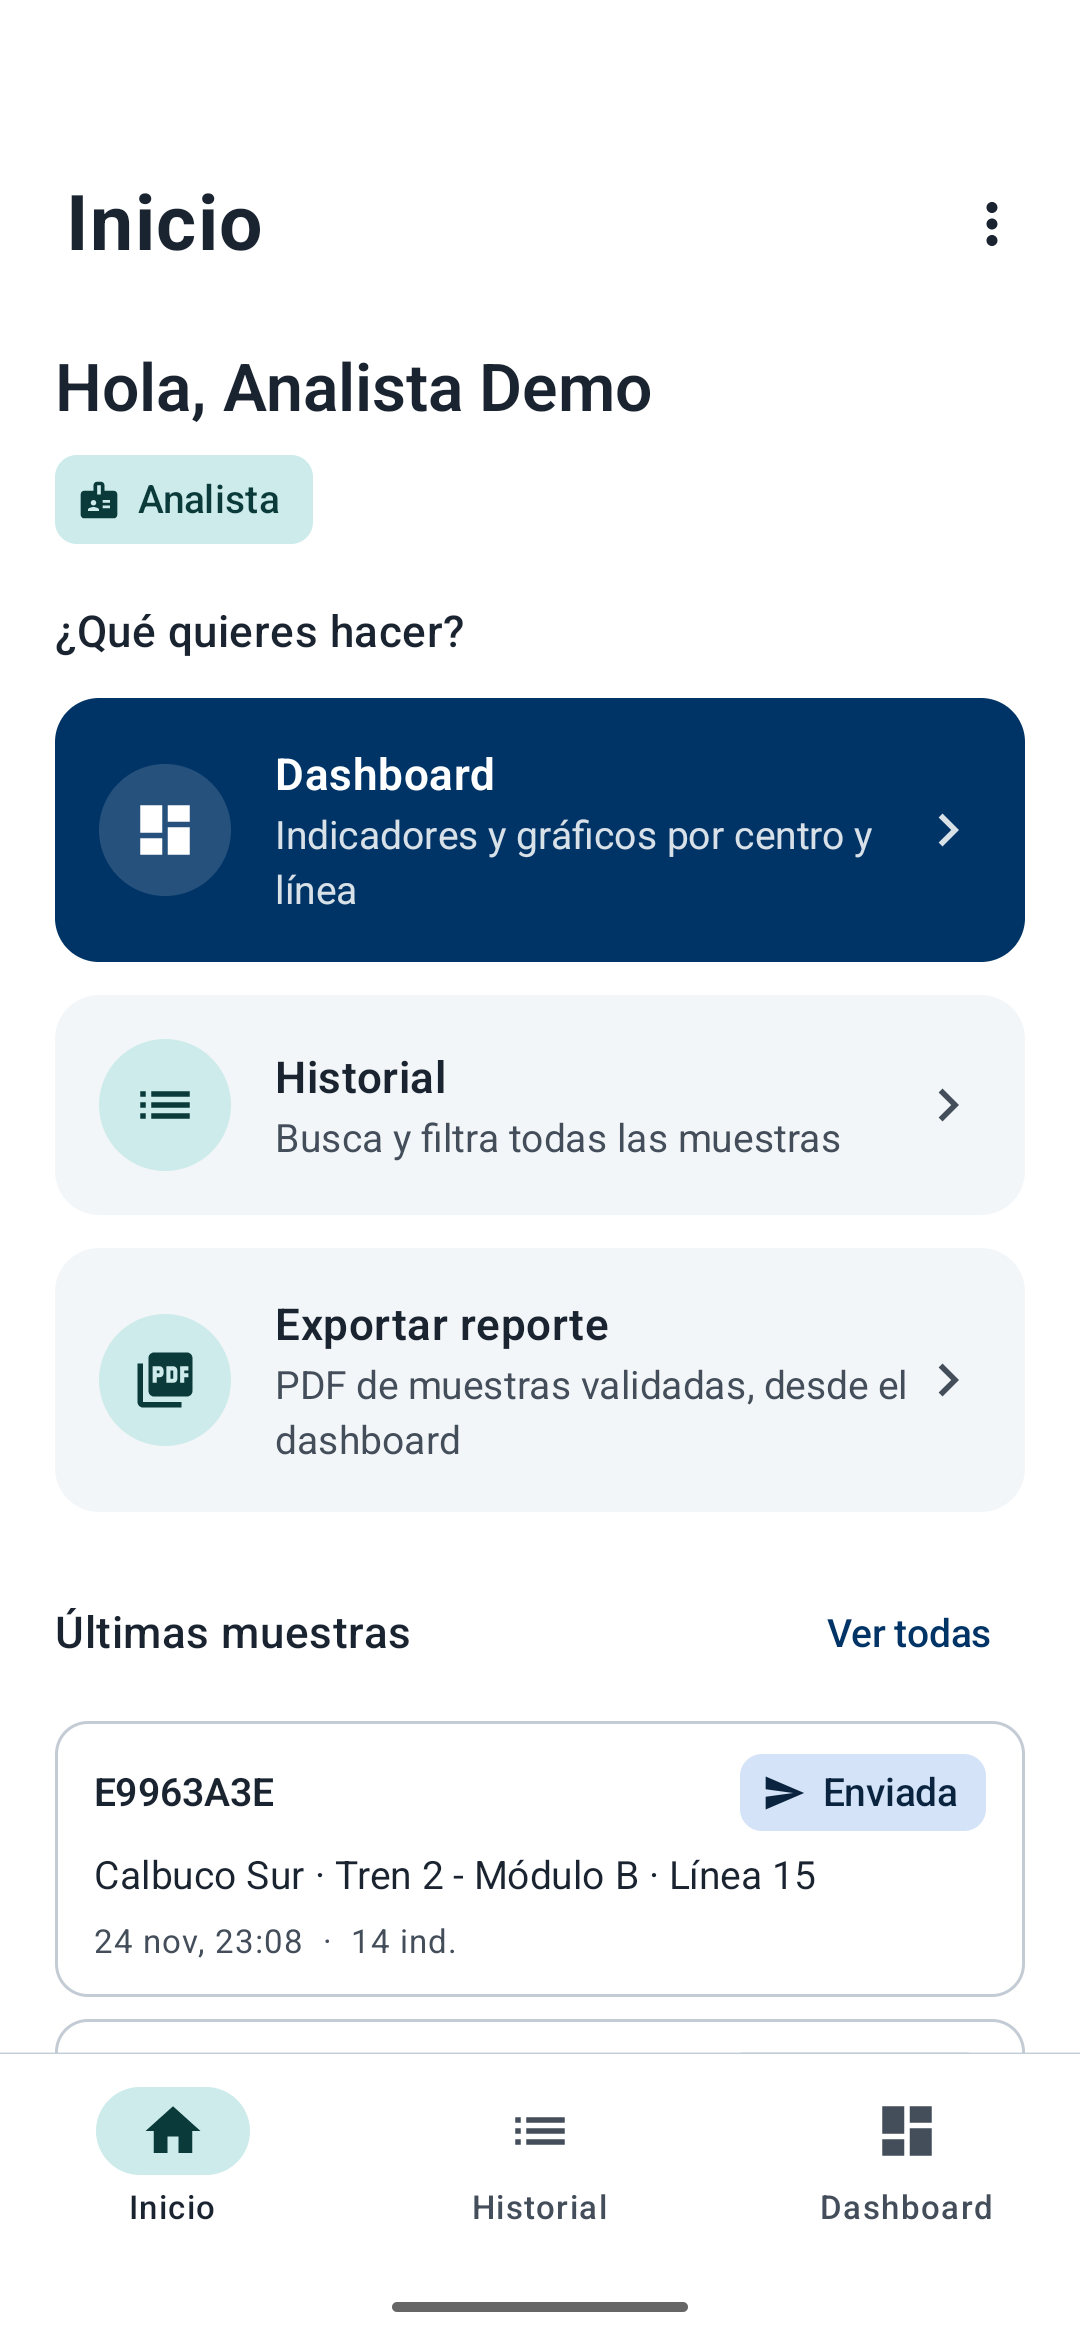 Inicio
Hola, Analista Demo
Analista
¿Qué quieres hacer?
Dashboard
Indicadores y gráficos por centro y
línea
Historial
Busca y filtra todas las muestras
PDF
Exportar reporte
PDF de muestras validadas, desde el
dashboard
Últimas muestras
Ver todas
E9963A3E
Enviada
Calbuco Sur · Tren 2 - Módulo B · Línea 15
24 nov, 23:08 · 14 ind.
Inicio
Historial
Dashboard